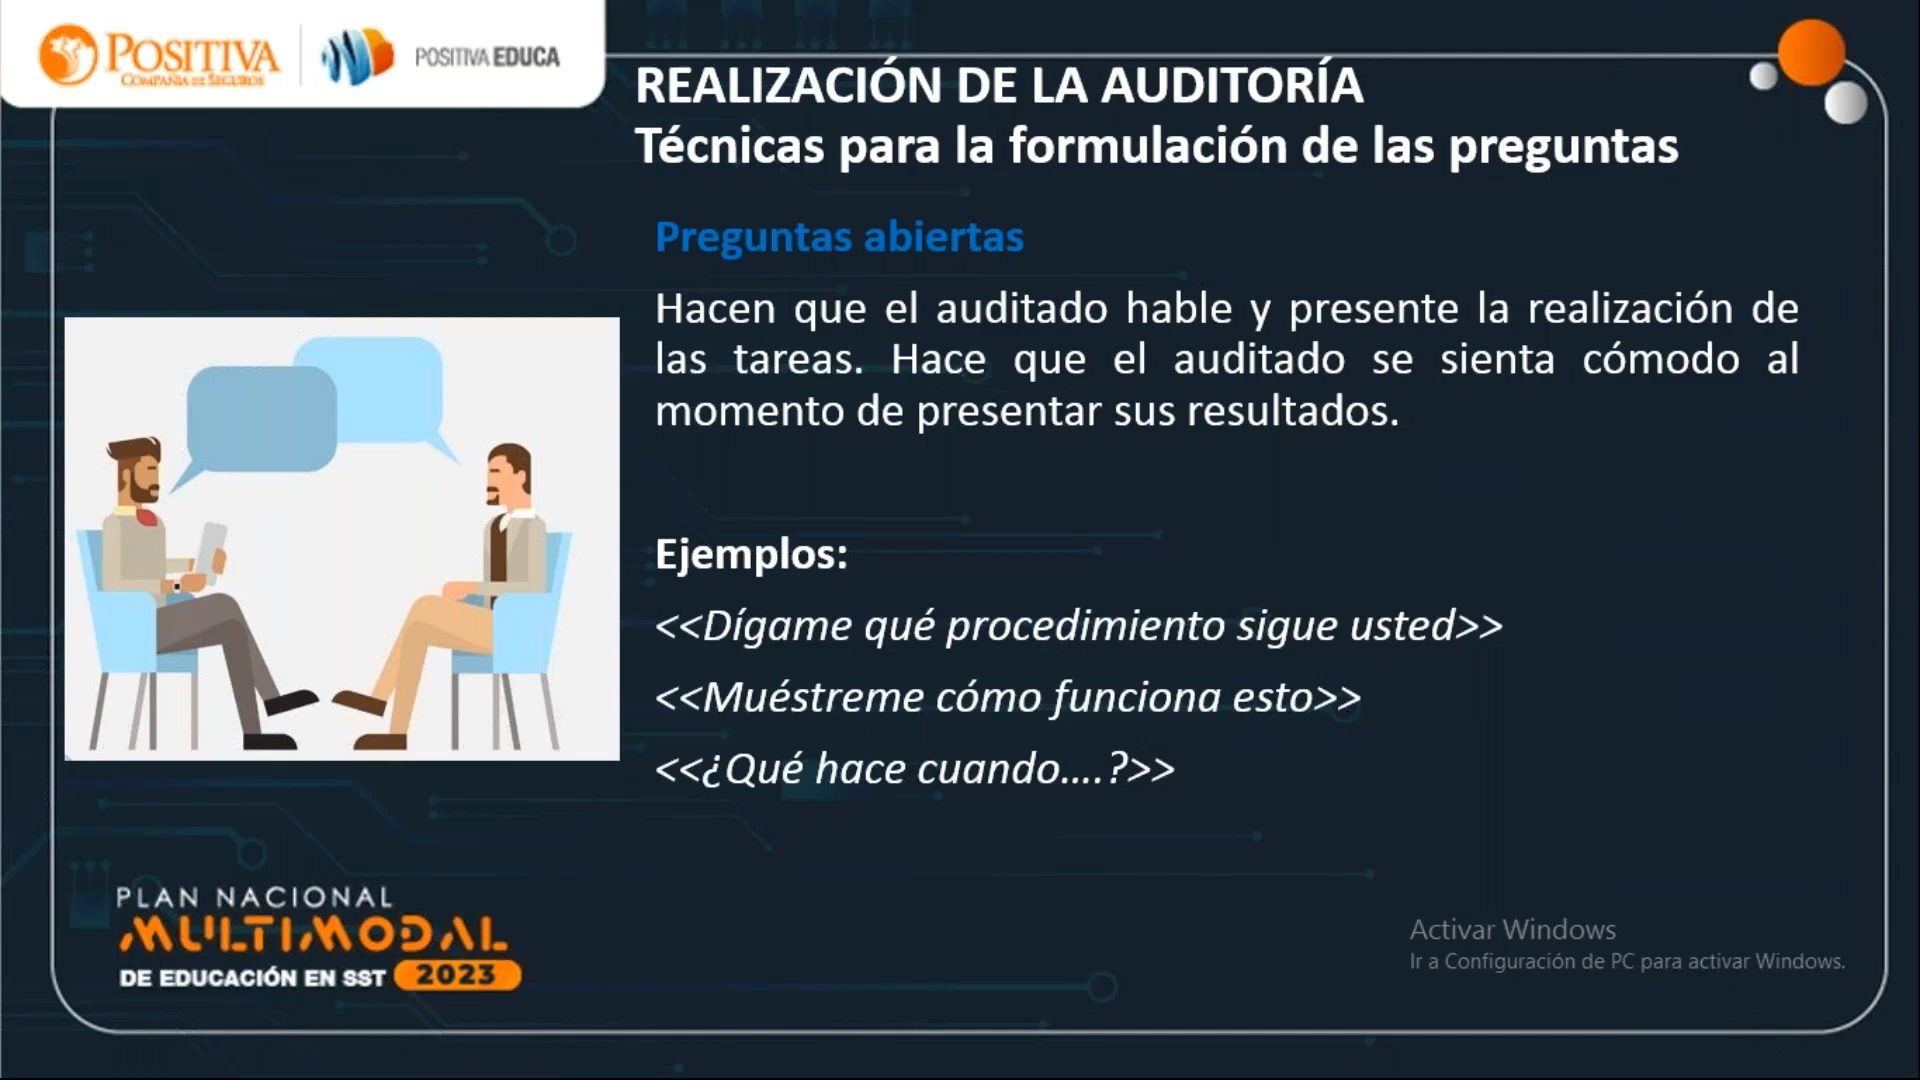 POSITIVA
COMPAÑIA DE SEGUROS
POSITIVA EDUCA
REALIZACIÓN DE LA AUDITORÍA
Técnicas para la formulación de las preguntas
Preguntas abiertas
Hacen que el auditado hable y presente la realización de
las tareas. Hace que el auditado se sienta cómodo al
momento de presentar sus resultados.
Ejemplos:
<<Dígame qué procedimiento sigue usted>>
<<Muéstreme cómo funciona esto>>
<<¿Qué hace cuando....?>>
PLAN NACIONAL
MULTIMODAL
DE EDUCACIÓN EN SST 2023
Activar Windows
Ir a Configuración de PC para activar Windows.